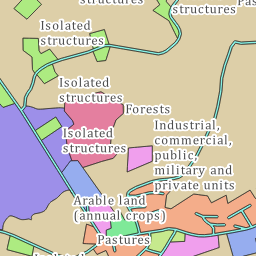 structures
Isolated
structures
Isolated
structures
Forests
Isolated
structures
Industrial,
commercial,
public,
military and
private units
Arable land
(annual crops)
Pastures